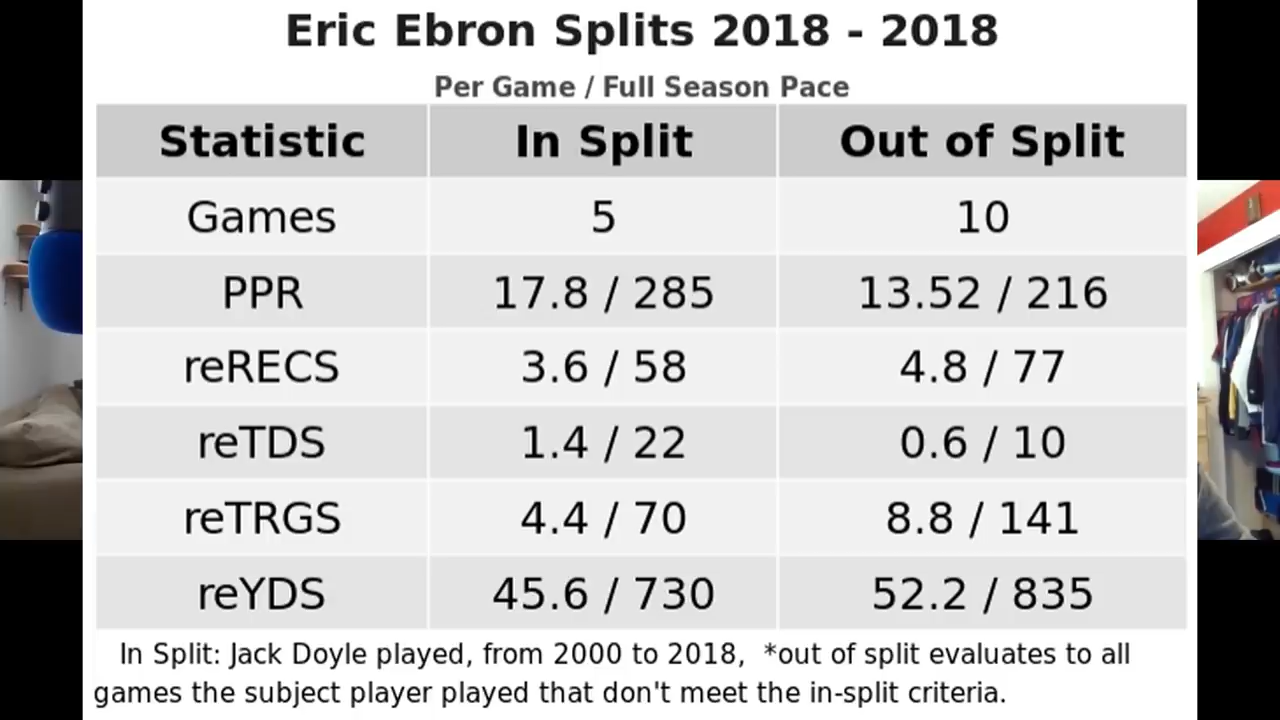 Eric Ebron Splits 2018 - 2018
Per Game / Full Season Pace
Statistic In Split Out of Split
Games 5 10
PPR 17.8 / 285 13.52 / 216
reRECS 3.6 / 58 4.8 / 77
reTDS 1.4 / 22 0.6 / 10
reTRGS 4.4 / 70 8.8 / 141
reYDS 45.6 / 730 52.2 / 835
In Split: Jack Doyle played, from 2000 to 2018, *out of split evaluates to all
games the subject player played that don't meet the in-split criteria.